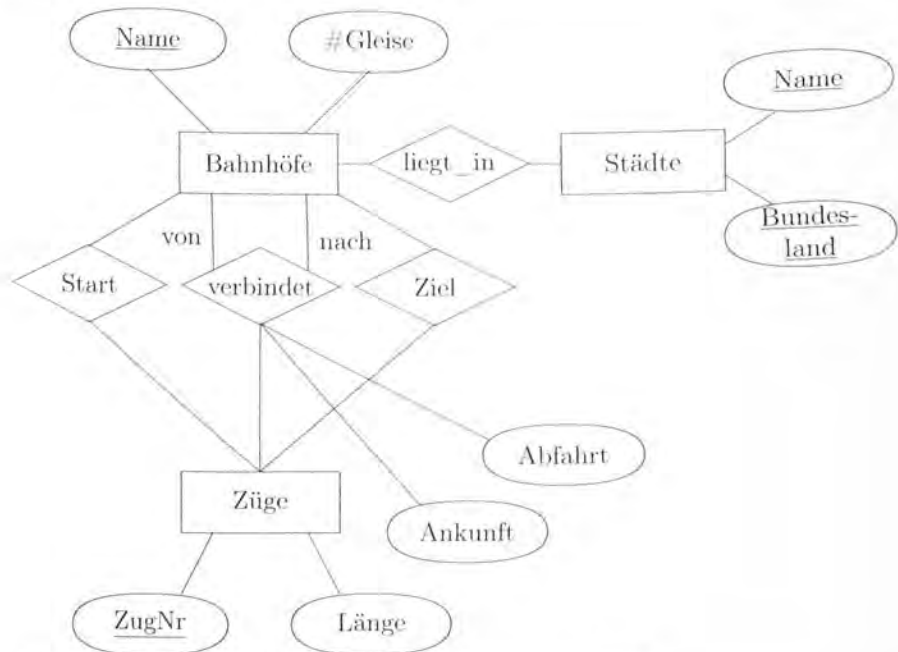 Name
#Gleise
Name
Bahnhöfe
liegt_in
Städte
Bundes-
land
von
nach
Start
verbindet
Ziel
Abfahrt
Züge
Ankunft
ZugNr
Länge